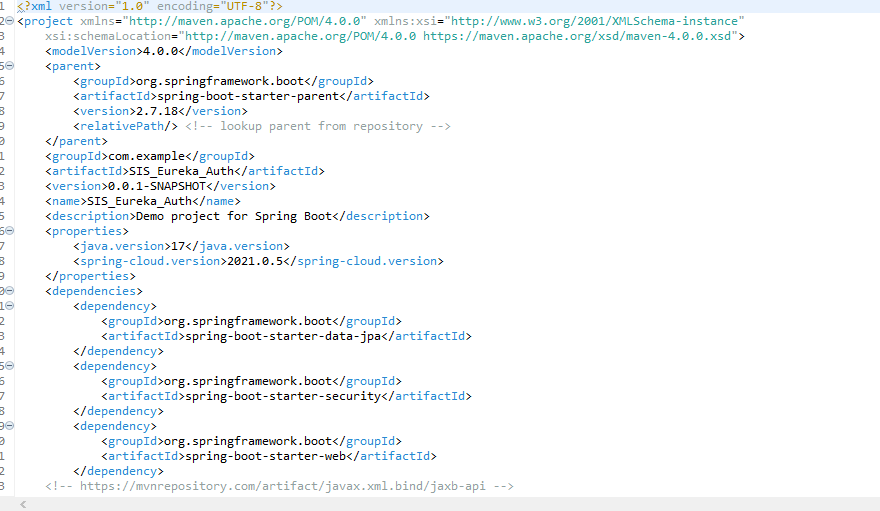 1 <?xml version="1.0" encoding="UTF-8"?>
2 <project xmlns="http://maven.apache.org/POM/4.0.0" xmlns:xsi="http://www.w3.org/2001/XMLSchema-instance"
3 xsi:schemaLocation="http://maven.apache.org/POM/4.0.0 https://maven.apache.org/xsd/maven-4.0.0.xsd">
4 <modelVersion>4.0.0</modelVersion>
5 <parent>
6 <groupId>org.springframework.boot</groupId>
7 <artifactId>spring-boot-starter-parent</artifactId>
8 <version>2.7.18</version>
9 <relativePath/> <!-- lookup parent from repository -->
0 </parent>
1 <groupId>com.example</groupId>
2 <artifactId>SIS_Eureka_Auth</artifactId>
3 <version>0.0.1-SNAPSHOT</version>
4 <name>SIS_Eureka_Auth</name>
5 <description>Demo project for Spring Boot</description>
6 <properties>
7 <java.version>17</java.version>
8 <spring-cloud.version>2021.0.5</spring-cloud.version>
9 </properties>
0 <dependencies>
1 <dependency>
2 <groupId>org.springframework.boot</groupId>
3 <artifactId>spring-boot-starter-data-jpa</artifactId>
4 </dependency>
5 <dependency>
6 <groupId>org.springframework.boot</groupId>
7 <artifactId>spring-boot-starter-security</artifactId>
8 </dependency>
9 <dependency>
0 <groupId>org.springframework.boot</groupId>
1 <artifactId>spring-boot-starter-web</artifactId>
2 </dependency>
3 <!-- https://mvnrepository.com/artifact/javax.xml.bind/jaxb-api -->